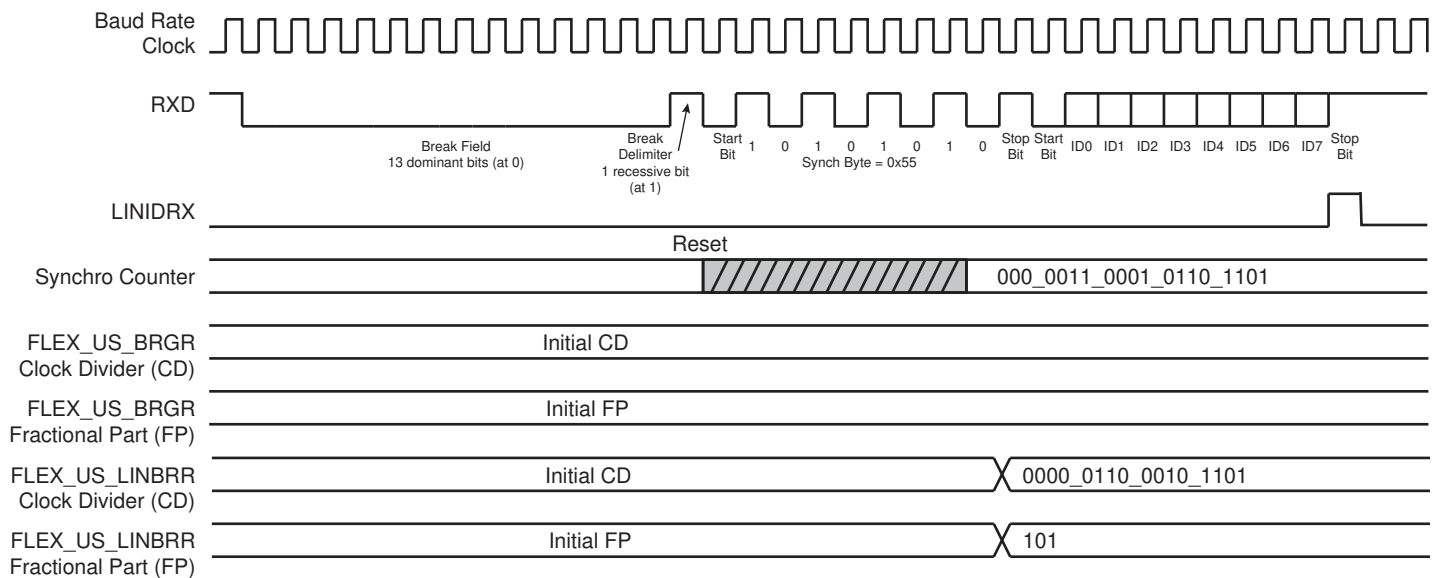 Baud Rate
Clock
RXD
Break Field
13 dominant bits (at 0)
Break
Delimiter
1 recessive bit
(at 1)
Start
Bit
1 0 1 0 1 0 1 0
Synch Byte = 0x55
Stop
Bit
Start
Bit
ID0 ID1 ID2 ID3 ID4 ID5 ID6 ID7
Stop
Bit
LINIDRX
Reset
Synchro Counter
000_0011_0001_0110_1101
FLEX_US_BRGR
Clock Divider (CD)
Initial CD
FLEX_US_BRGR
Fractional Part (FP)
Initial FP
FLEX_US_LINBRR
Clock Divider (CD)
Initial CD
0000_0110_0010_1101
FLEX_US_LINBRR
Fractional Part (FP)
Initial FP
101